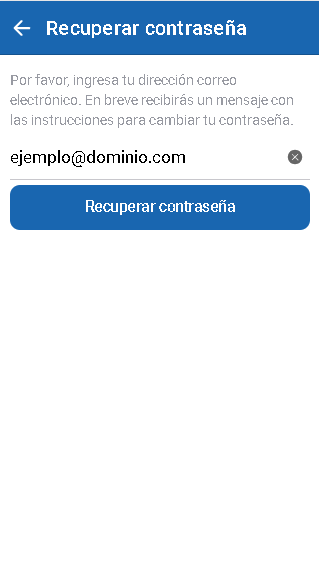 Recuperar contraseña
Por favor, ingresa tu dirección correo
electrónico. En breve recibirás un mensaje con
las instrucciones para cambiar tu contraseña.
ejemplo@dominio.com
Recuperar contraseña